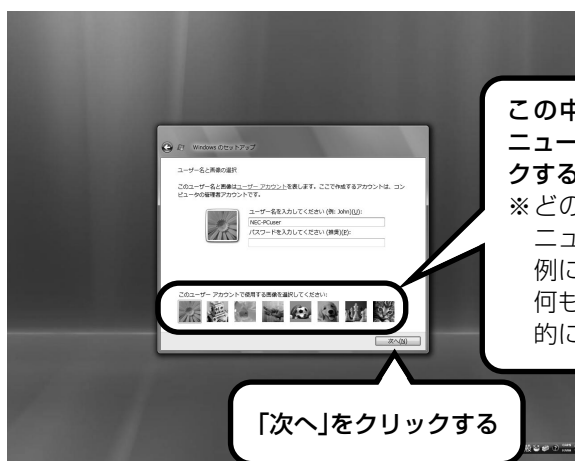 Windows のセットアップ
ユーザー名と画像の選択
このユーザー名と画像はユーザー アカウントを表します。ここで作成するアカウントは、コン
ピュータの管理者アカウントです。
ユーザー名を入力してください (例: John)(U):
NEC-PCuser
パスワードを入力してください (推奨)(P):
このユーザー アカウントで使用する画像を選択してください:
次へ(N)
この中
ニュー
クする
※どの
ニュ
例に
何も
的に
「次へ」をクリックする